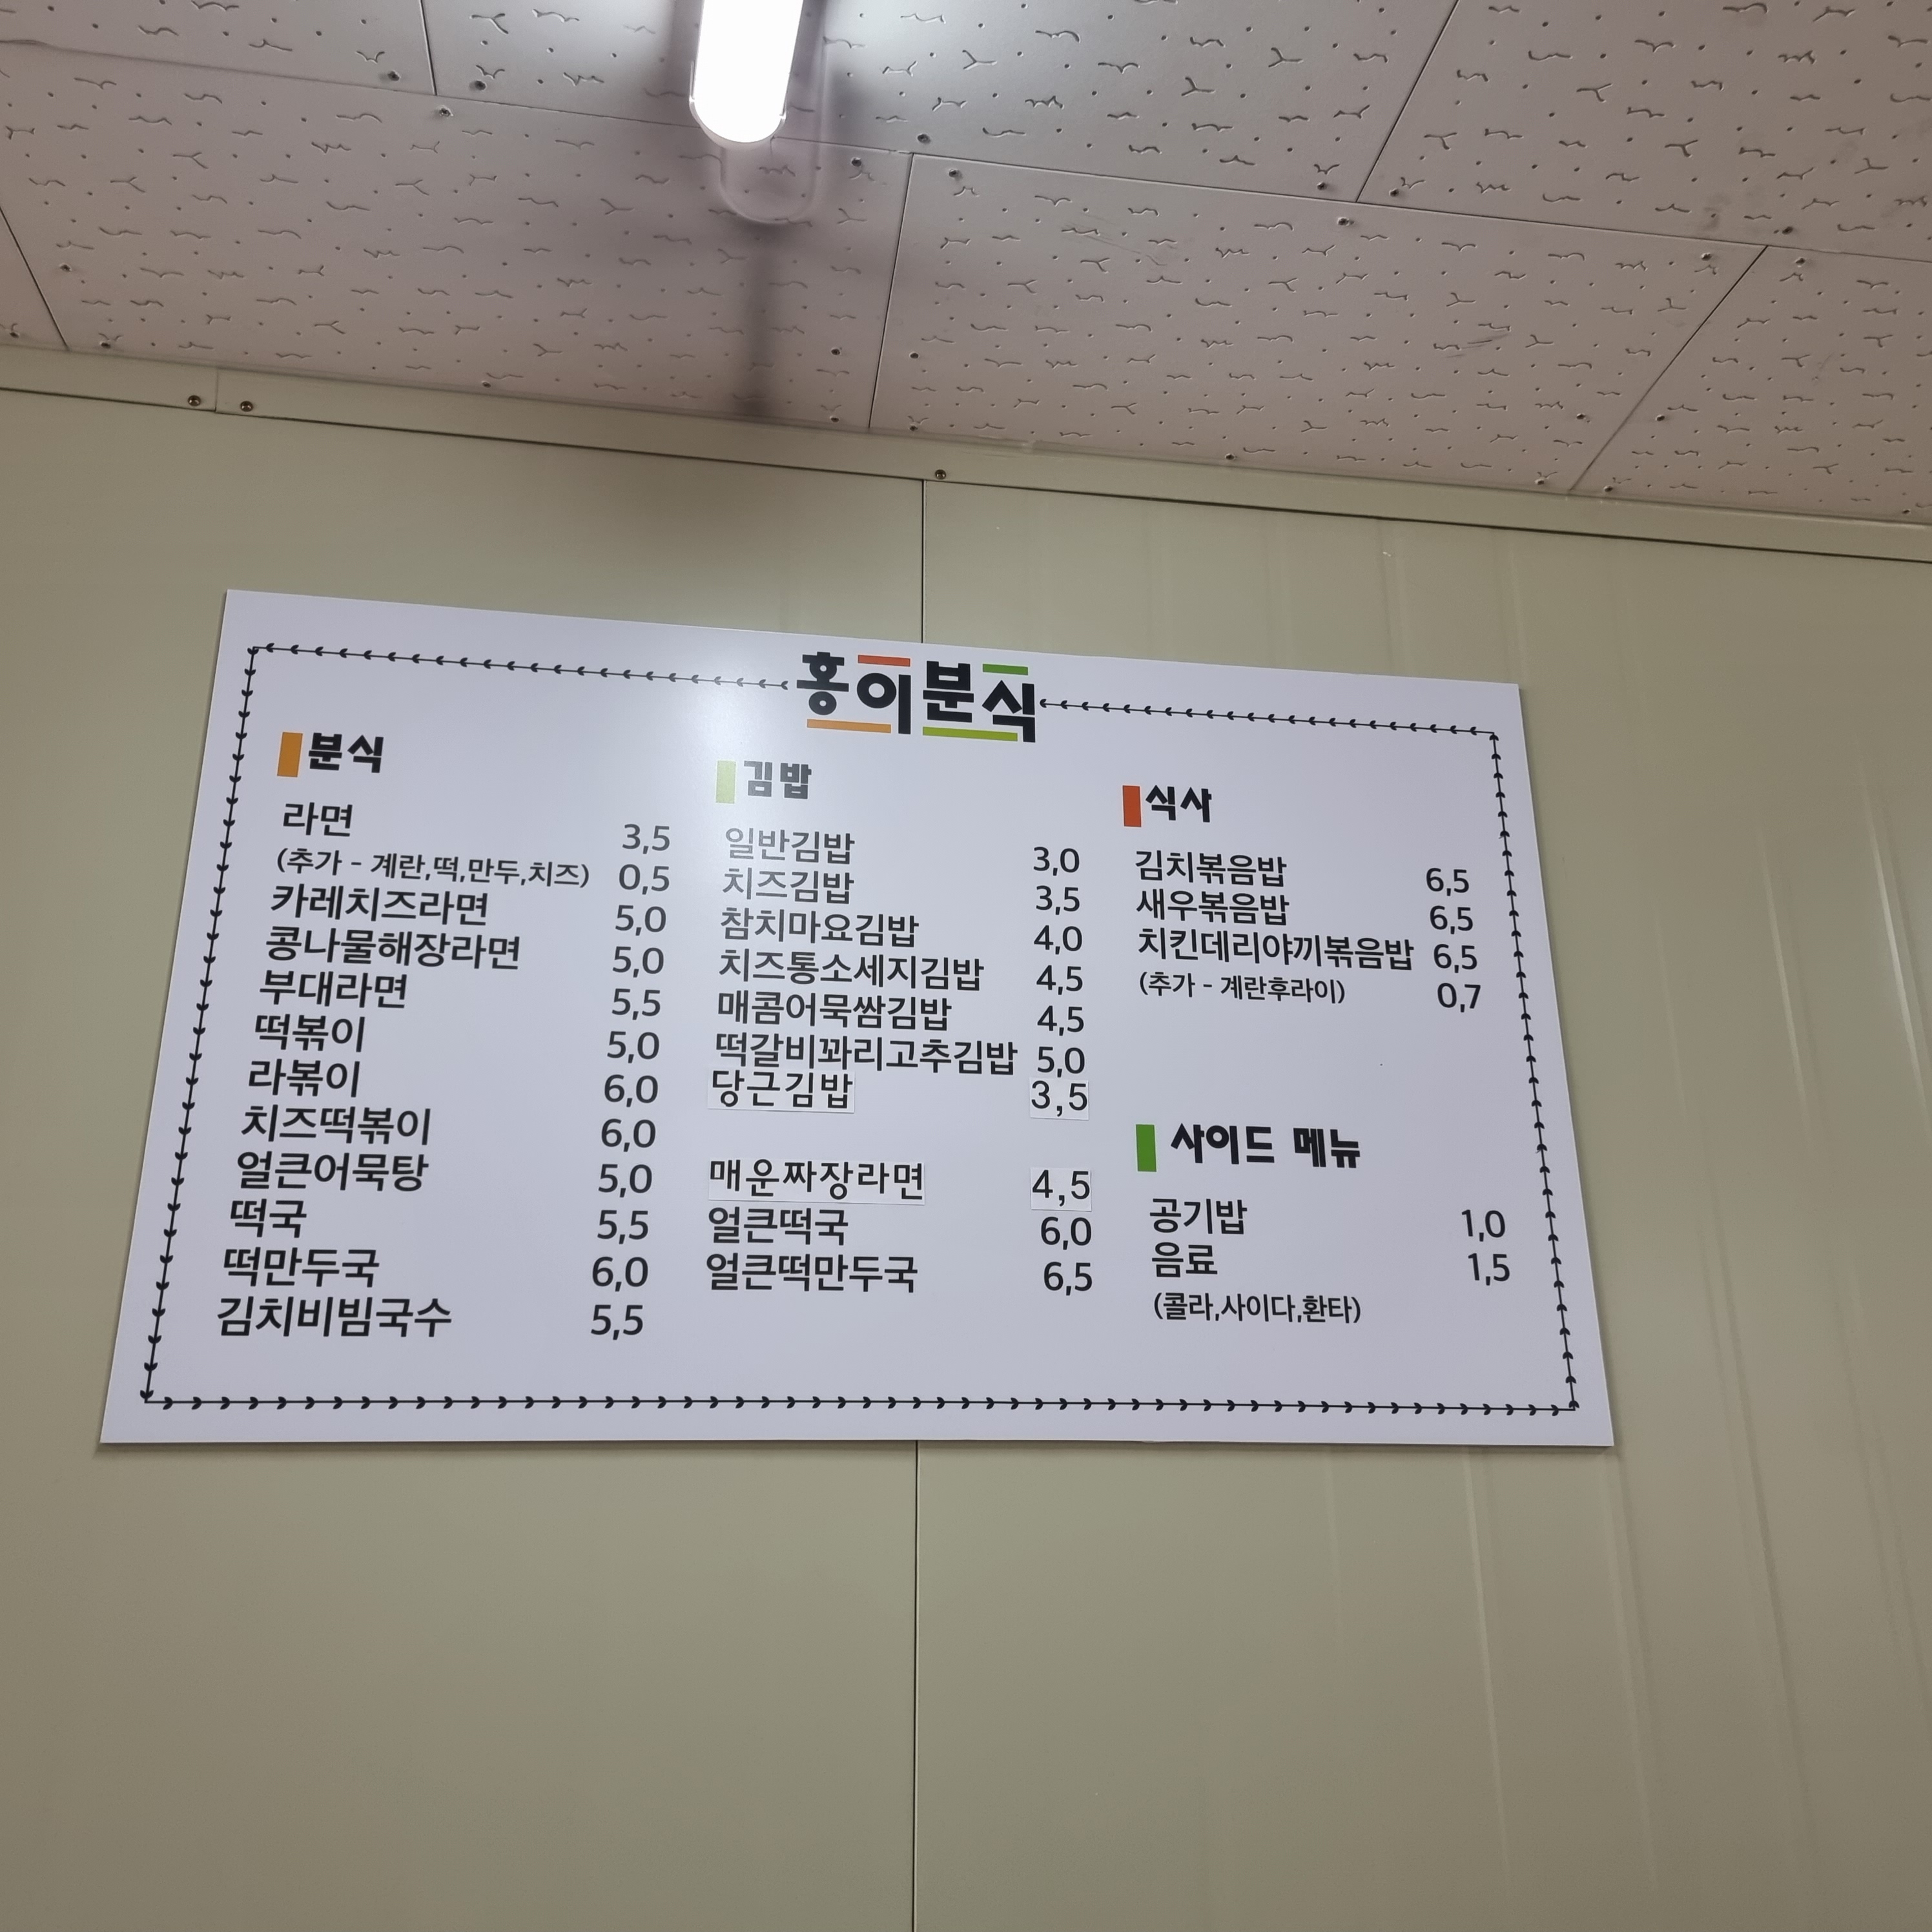 홍이분식
분식
라면 3,5
(추가 - 계란,떡,만두,치즈) 0,5
카레치즈라면 5,0
콩나물해장라면 5,0
부대라면 5,5
떡볶이 5,0
라볶이 6,0
치즈떡볶이 6,0
얼큰어묵탕 5,0
떡국 5,5
떡만두국 6,0
김치비빔국수 5,5
김밥
일반김밥 3,0
치즈김밥 3,5
참치마요김밥 4,0
치즈통소세지김밥 4,5
매콤어묵쌈김밥 4,5
떡갈비꽈리고추김밥 5,0
당근김밥 3,5
매운짜장라면 4,5
얼큰떡국 6,0
얼큰떡만두국 6,5
식사
김치볶음밥 6,5
새우볶음밥 6,5
치킨데리야끼볶음밥 6,5
(추가 - 계란후라이) 0,7
사이드 메뉴
공기밥 1,0
음료 1,5
(콜라,사이다,환타)